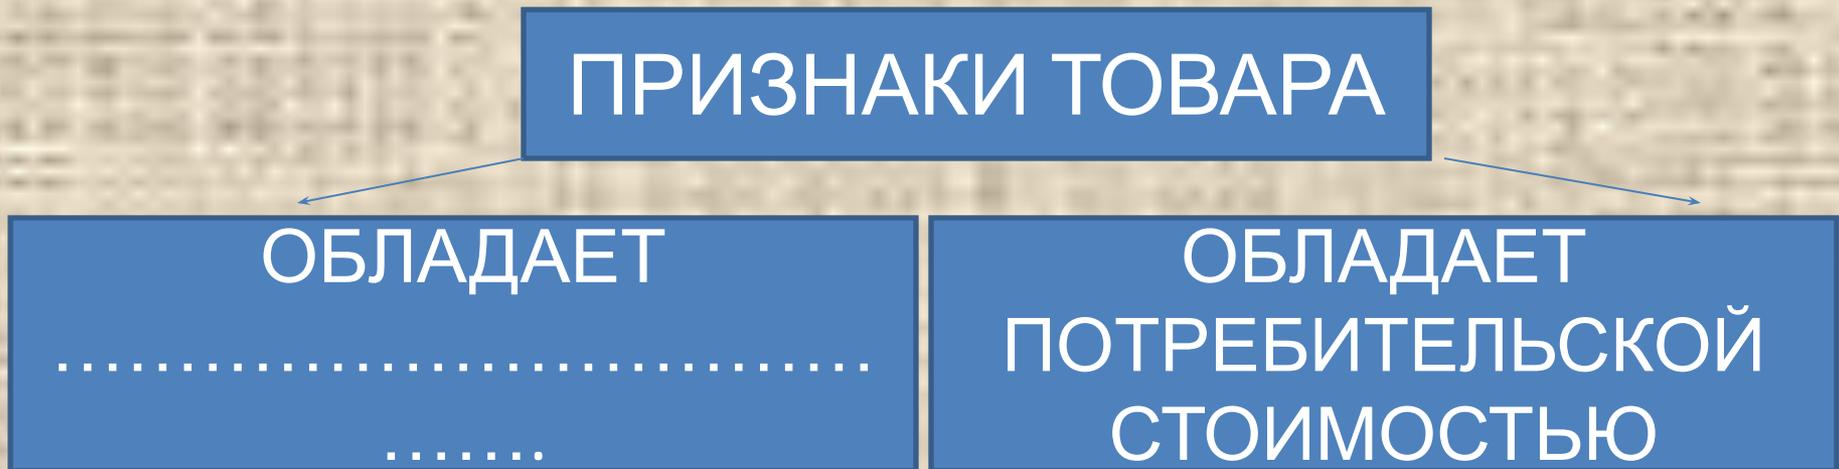 ПРИЗНАКИ ТОВАРА
ОБЛАДАЕТ
……………………………
…….
ОБЛАДАЕТ
ПОТРЕБИТЕЛЬСКОЙ
СТОИМОСТЬЮ